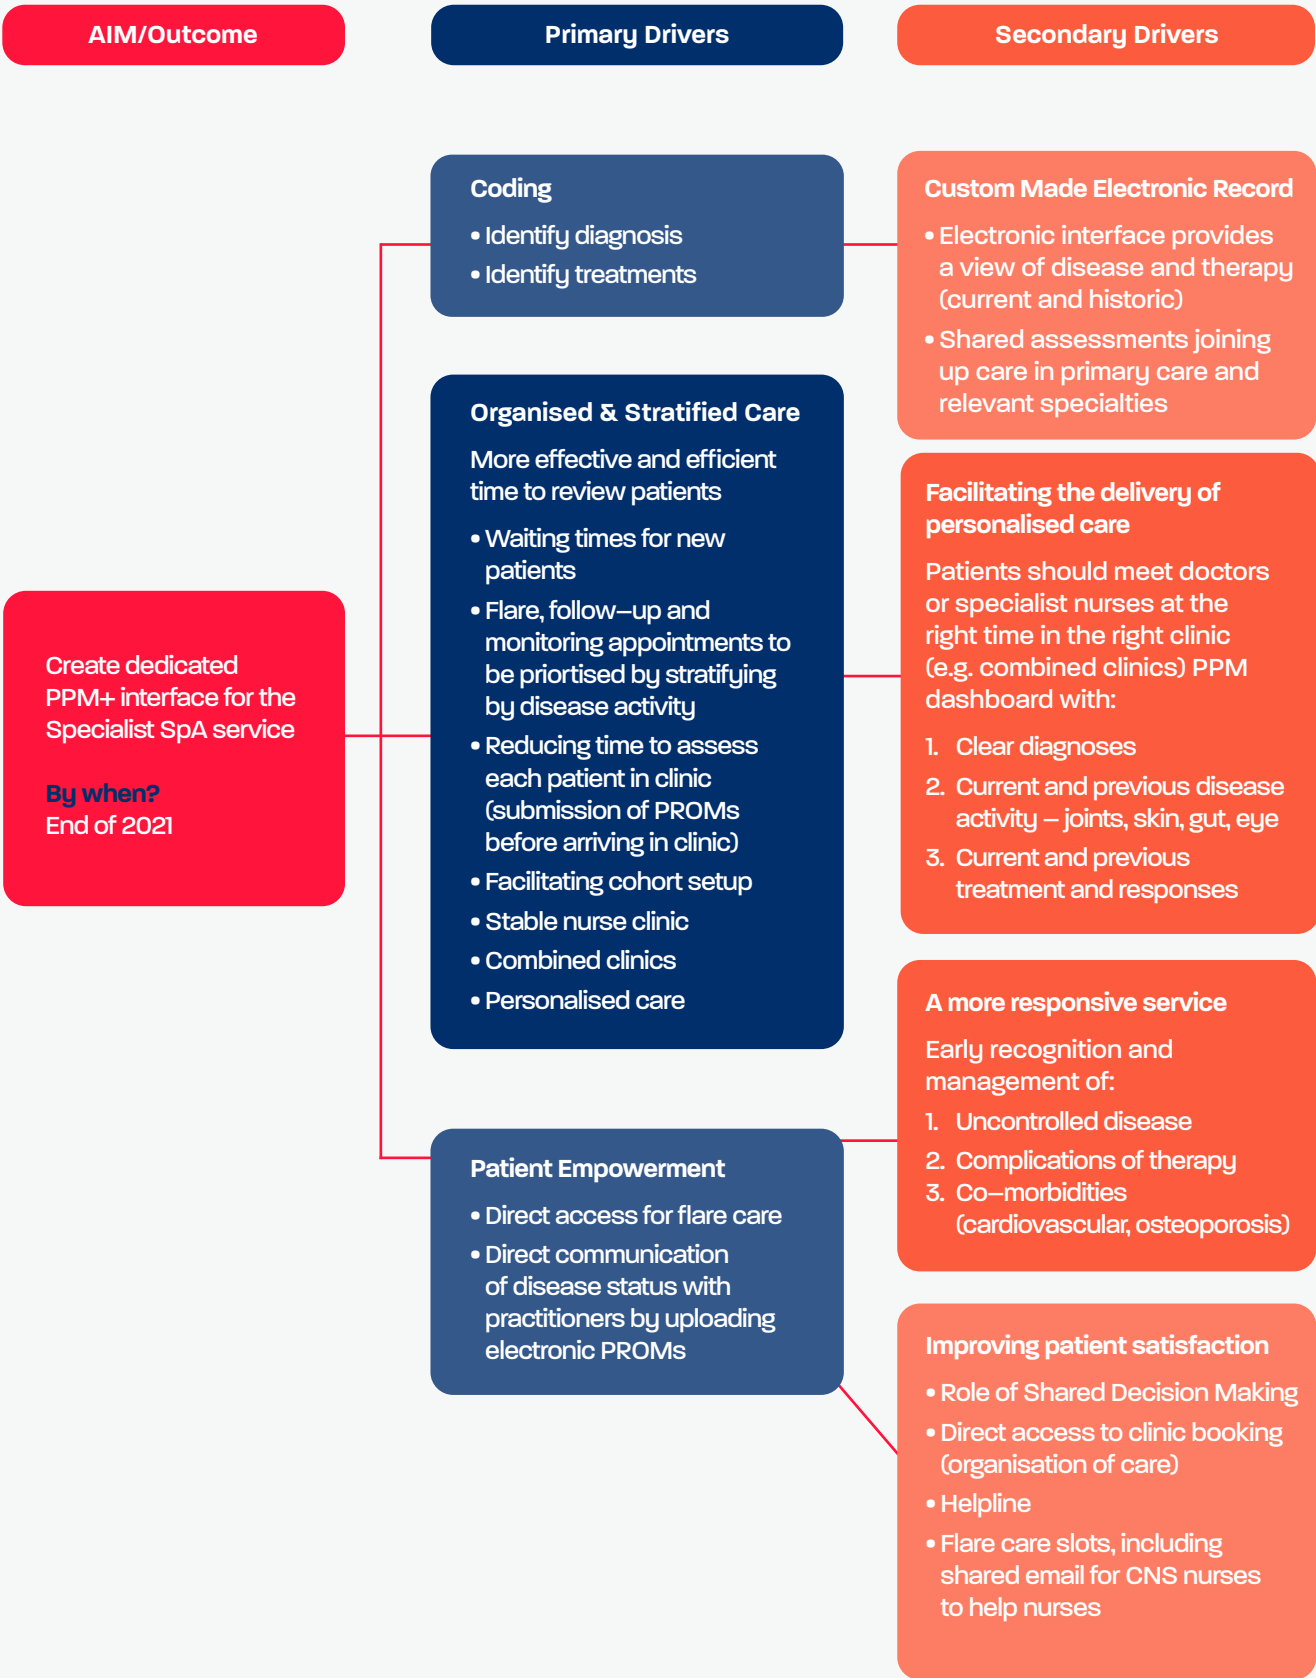 AIM/Outcome
Primary Drivers
Secondary Drivers
Create dedicated
PPM+ interface for the
Specialist SpA service
By when?
End of 2021
Coding
• Identify diagnosis
• Identify treatments
Organised & Stratified Care
More effective and efficient
time to review patients
• Waiting times for new
patients
• Flare, follow–up and
monitoring appointments to
be priortised by stratifying
by disease activity
• Reducing time to assess
each patient in clinic
(submission of PROMs
before arriving in clinic)
• Facilitating cohort setup
• Stable nurse clinic
• Combined clinics
• Personalised care
Patient Empowerment
• Direct access for flare care
• Direct communication
of disease status with
practitioners by uploading
electronic PROMs
Custom Made Electronic Record
• Electronic interface provides
a view of disease and therapy
(current and historic)
• Shared assessments joining
up care in primary care and
relevant specialties
Facilitating the delivery of
personalised care
Patients should meet doctors
or specialist nurses at the
right time in the right clinic
(e.g. combined clinics) PPM
dashboard with:
1. Clear diagnoses
2. Current and previous disease
activity – joints, skin, gut, eye
3. Current and previous
treatment and responses
A more responsive service
Early recognition and
management of:
1. Uncontrolled disease
2. Complications of therapy
3. Co–morbidities
(cardiovascular, osteoporosis)
Improving patient satisfaction
• Role of Shared Decision Making
• Direct access to clinic booking
(organisation of care)
• Helpline
• Flare care slots, including
shared email for CNS nurses
to help nurses